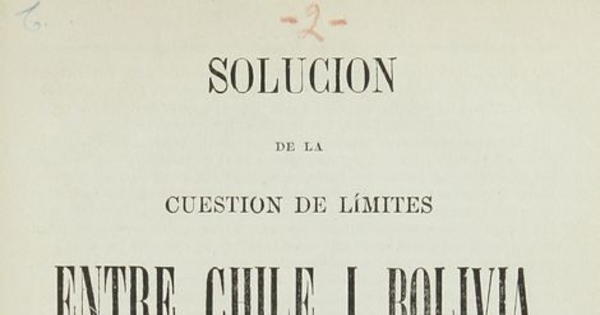 -2-
SOLUCION
DE LA
CUESTION DE LÍMITES
ENTRE CHILE I BOLIVIA